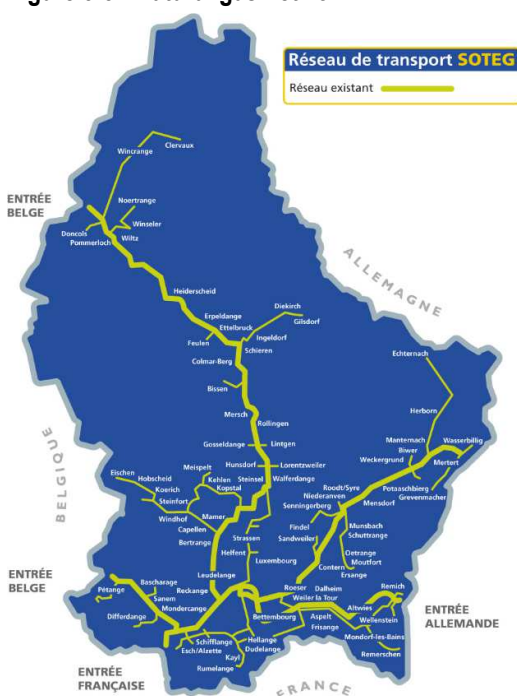 Réseau de transport SOTEG
Réseau existant
Clervaux
Wincrange
Noertrange
ENTRÉE
BELGE
Winseler
Doncols
Pommerloch
Wiltz
ALLEMAGNE
Heiderscheid
Diekirch
Erpeldange
Gilsdorf
Ettelbruck
Ingeldorf
Feulen
Schieren
Colmar-Berg
Echternach
Bissen
Mersch
Rollingen
Herborn
BELGIQUE
Gosseldange
Lintgen
Manternach
Wasserbillig
Biwer
Weckergrund
Mertert
Meispelt
Hunsdorf
Lorentzweiler
Eischen
Hobscheid
Kehlen
Steinsel
Walferdange
Roodt/Syre
Potaaschbierg
Koerich
Kopstal
Niederanven
Mensdorf
Grevenmacher
Steinfort
Senningerberg
Windhof
Mamer
Capellen
Findel
Munsbach
Strassen
Sandweiler
Schuttrange
Bertrange
Helfent
Oetrange
Luxembourg
Moutfort
ENTRÉE
BELGE
Leudelange
Contern
Ersange
Bascharage
Reckange
Roeser
Dalheim
Remich
Pétange
Sanem
Weiler la Tour
Mondercange
Altwies
ENTRÉE
ALLEMANDE
Differdange
Bettembourg
Aspelt
Wellenstein
Frisange
Schifflange
Hellange
Mondorf-les-Bains
Esch/Alzette
Dudelange
Kayl
Remerschen
ENTRÉE
FRANÇAISE
Rumelange
FRANCE